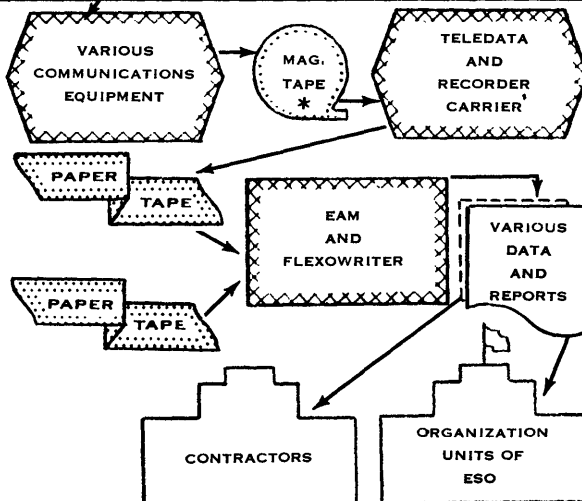 VARIOUS
COMMUNICATIONS
EQUIPMENT
MAG.
TAPE
*
TELEDATA
AND
RECORDER
CARRIER
PAPER
TAPE
EAM
AND
FLEXOWRITER
VARIOUS
DATA
AND
REPORTS
PAPER
TAPE
CONTRACTORS
ORGANIZATION
UNITS OF
ESO